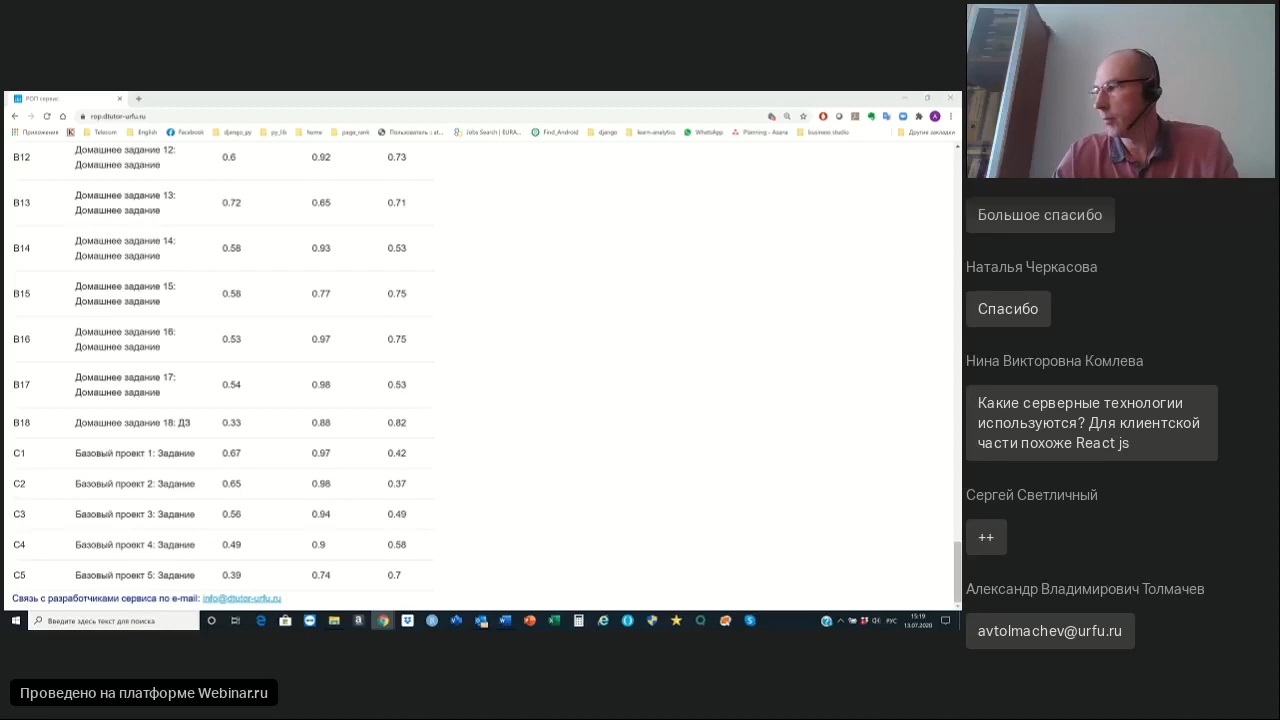 РОП сервис
rop.dtutor-urfu.ru
Приложения Telecom English Facebook django_py py_lib home page_rank Пользователь : at... Jobs Search | EURA... Find_Android django learn-analytics WhatsApp Planning - Asana business studio Другие закладки
B12 Домашнее задание 12: Домашнее задание 0.6 0.92 0.73
B13 Домашнее задание 13: Домашнее задание 0.72 0.65 0.71
B14 Домашнее задание 14: Домашнее задание 0.58 0.93 0.53
B15 Домашнее задание 15: Домашнее задание 0.58 0.77 0.75
B16 Домашнее задание 16: Домашнее задание 0.53 0.97 0.75
B17 Домашнее задание 17: Домашнее задание 0.54 0.98 0.53
B18 Домашнее задание 18: ДЗ 0.33 0.88 0.82
C1 Базовый проект 1: Задание 0.67 0.97 0.42
C2 Базовый проект 2: Задание 0.65 0.98 0.37
C3 Базовый проект 3: Задание 0.56 0.94 0.49
C4 Базовый проект 4: Задание 0.49 0.9 0.58
C5 Базовый проект 5: Задание 0.39 0.74 0.7
Связь с разработчиками сервиса по e-mail: info@dtutor-urfu.ru
Введите здесь текст для поиска
РУС
15:19
13.07.2020
Проведено на платформе Webinar.ru
Большое спасибо
Наталья Черкасова
Спасибо
Нина Викторовна Комлева
Какие серверные технологии
используются? Для клиентской
части похоже React js
Сергей Светличный
++
Александр Владимирович Толмачев
avtolmachev@urfu.ru